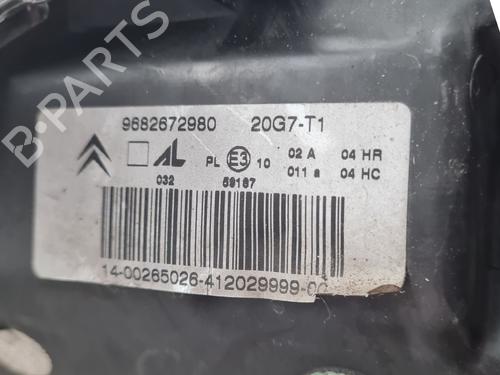 9682672980 20G7-T1
AL PL E3 10 02 A 04 HR
011 a 04 HC
032 59187
14-00265026-412029999-0
B-PARTS